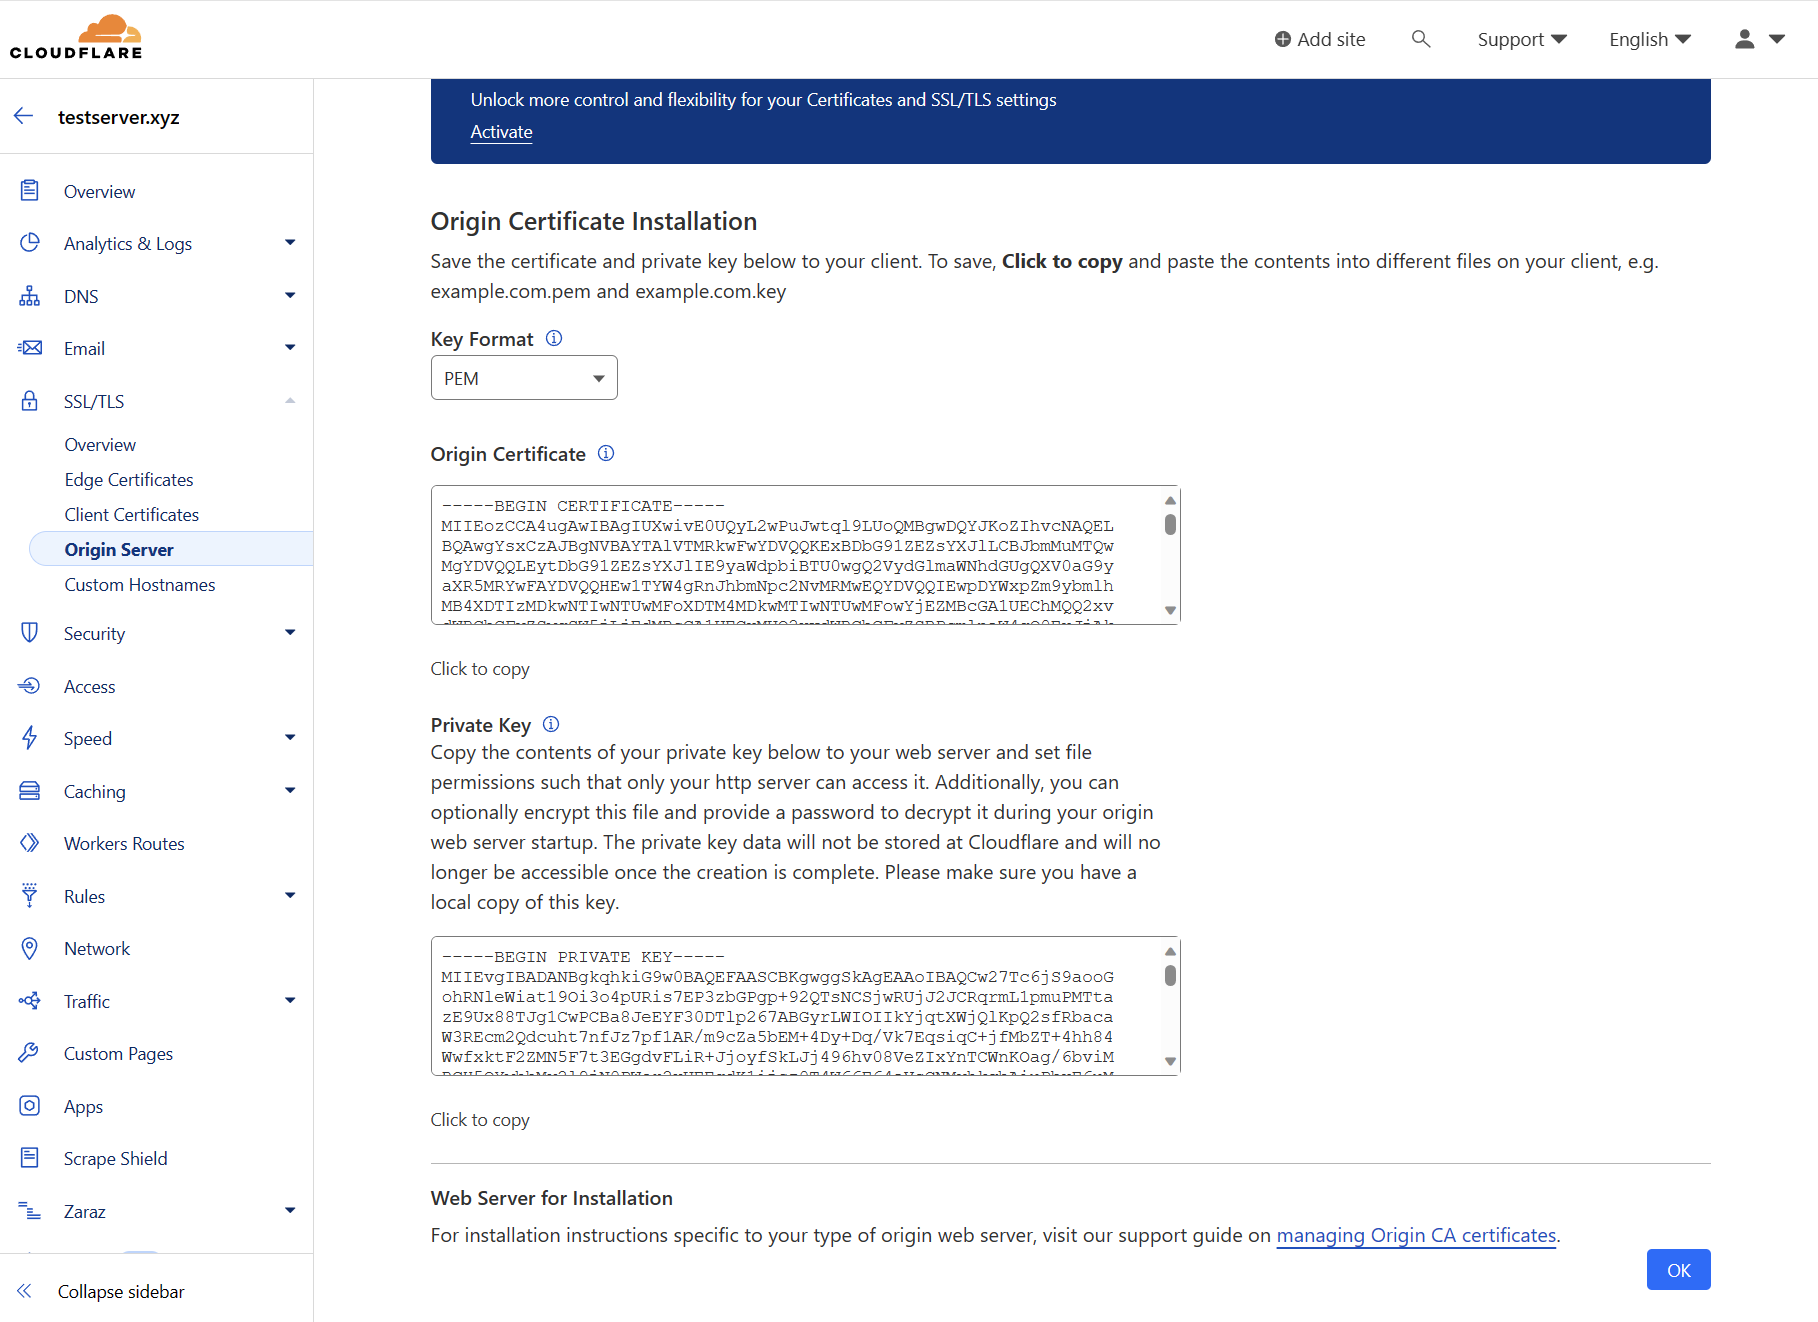 CLOUDFLARE
Add site
Support
English
testserver.xyz
Overview
Analytics & Logs
DNS
Email
SSL/TLS
Overview
Edge Certificates
Client Certificates
Origin Server
Custom Hostnames
Security
Access
Speed
Caching
Workers Routes
Rules
Network
Traffic
Custom Pages
Apps
Scrape Shield
Zaraz
Collapse sidebar
Unlock more control and flexibility for your Certificates and SSL/TLS settings
Activate
Origin Certificate Installation
Save the certificate and private key below to your client. To save, Click to copy and paste the contents into different files on your client, e.g.
example.com.pem and example.com.key
Key Format
PEM
Origin Certificate
-----BEGIN CERTIFICATE-----
MIIEozCCA4ugAwIBAgIUXwivE0UQyL2wPuJwtql9LUoQMBgwDQYJKoZIhvcNAQEL
BQAwgYsxCzAJBgNVBAYTAlVTMRkwFwYDVQQKExBDbG91ZEZsYXJlLCBJbmMuMTQw
MgYDVQQLEytDbG91ZEZsYXJlIE9yaWdpbiBTU0wgQ2VydGlmaWNhdGUgQXV0aG9y
aXR5MRYwFAYDVQQHEw1TYW4gRnJhbmNpc2NvMRMwEQYDVQQIEwpDYWxpZm9ybmlh
MB4XDTIzMDkwNTIwNTUwMFoXDTM4MDkwMTIwNTUwMFowYjEZMBcGA1UEChMQQ2xv
Click to copy
Private Key
Copy the contents of your private key below to your web server and set file
permissions such that only your http server can access it. Additionally, you can
optionally encrypt this file and provide a password to decrypt it during your origin
web server startup. The private key data will not be stored at Cloudflare and will no
longer be accessible once the creation is complete. Please make sure you have a
local copy of this key.
-----BEGIN PRIVATE KEY-----
MIIEvgIBADANBgkqhkiG9w0BAQEFAASCBKgwggSkAgEAAoIBAQCw27Tc6jS9aooG
ohRNleWiat19Oi3o4pURis7EP3zbGPgp+92QTsNCSjwRUjJ2JCRqrmL1pmuPMTta
zE9Ux88TJg1CwPCBa8JeEYF30DTlp267ABGyrLWIOIIkYjqtXWjQlKpQ2sfRbaca
W3REcm2Qdcuht7nfJz7pf1AR/m9cZa5bEM+4Dy+Dq/Vk7EqsiqC+jfMbZT+4hh84
WwfxktF2ZMN5F7t3EGgdvFLiR+JjoyfSkLJj496hv08VeZIxYnTCWnKOag/6bviM
Click to copy
Web Server for Installation
For installation instructions specific to your type of origin web server, visit our support guide on managing Origin CA certificates.
OK